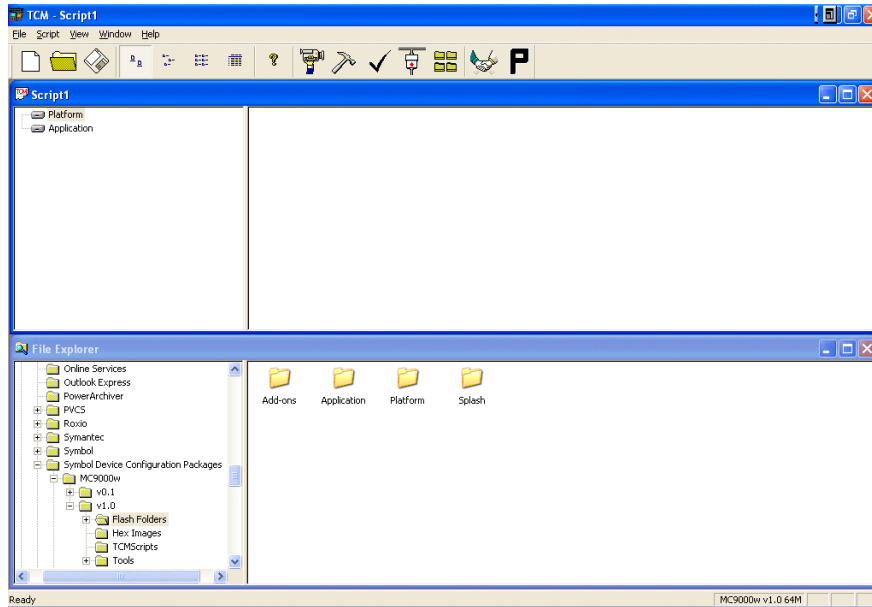 TCM - Script1
File Script View Window Help
P
TCM Script1
Platform
Application
File Explorer
Online Services
Outlook Express
PowerArchiver
PVCS
Roxio
Symantec
Symbol
Symbol Device Configuration Packages
MC9000w
v0.1
v1.0
Flash Folders
Hex Images
TCMScripts
Tools
Add-ons Application Platform Splash
Ready MC9000w v1.0 64M